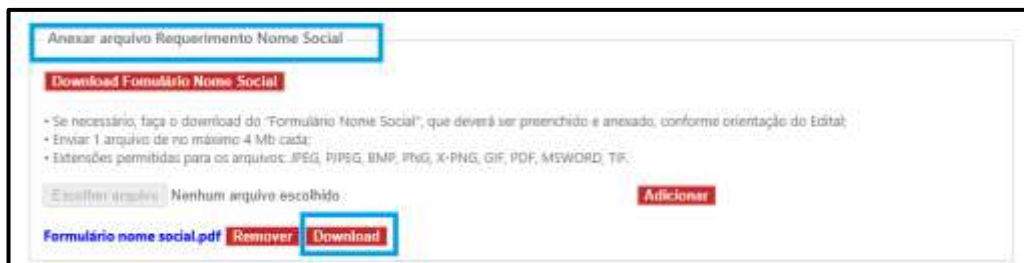 Anexar arquivo Requerimento Nome Social
Download Fomulário Nome Social
• Se necessário, faça o download do "Formulário Nome Social", que deverá ser preenchido e anexado, conforme orientação do Edital;
• Enviar 1 arquivo de no máximo 4 Mb cada;
• Extensões permitidas para os arquivos: JPEG, PJPEG, BMP, PNG, X-PNG, GIF, PDF, MSWORD, TIF.
Escolher arquivo Nenhum arquivo escolhido Adicionar
Formulário nome social.pdf Remover Download